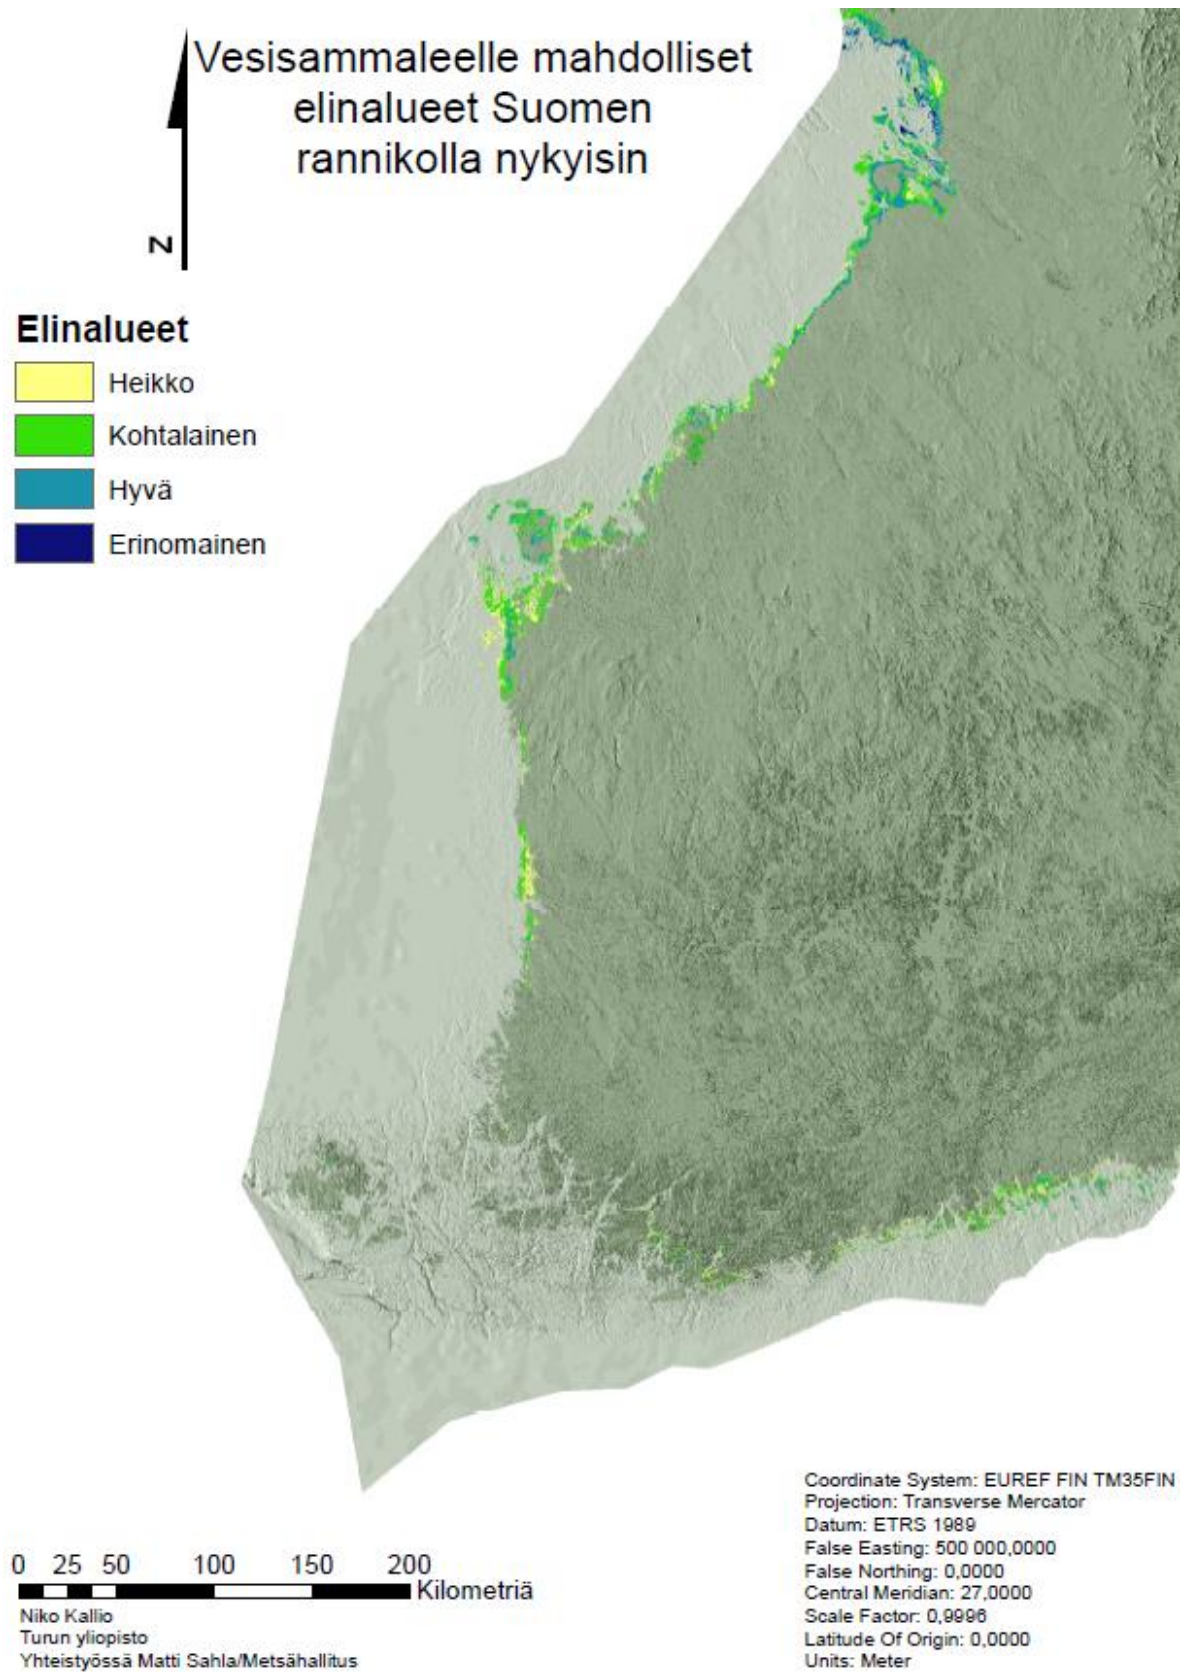 Vesisammaleelle mahdolliset
elinalueet Suomen
rannikolla nykyisin
N
Elinalueet
Heikko
Kohtalainen
Hyvä
Erinomainen
0 25 50 100 150 200
Kilometriä
Niko Kallio
Turun yliopisto
Yhteistyössä Matti Sahla/Metsähallitus
Coordinate System: EUREF FIN TM35FIN
Projection: Transverse Mercator
Datum: ETRS 1989
False Easting: 500 000,0000
False Northing: 0,0000
Central Meridian: 27,0000
Scale Factor: 0,9996
Latitude Of Origin: 0,0000
Units: Meter